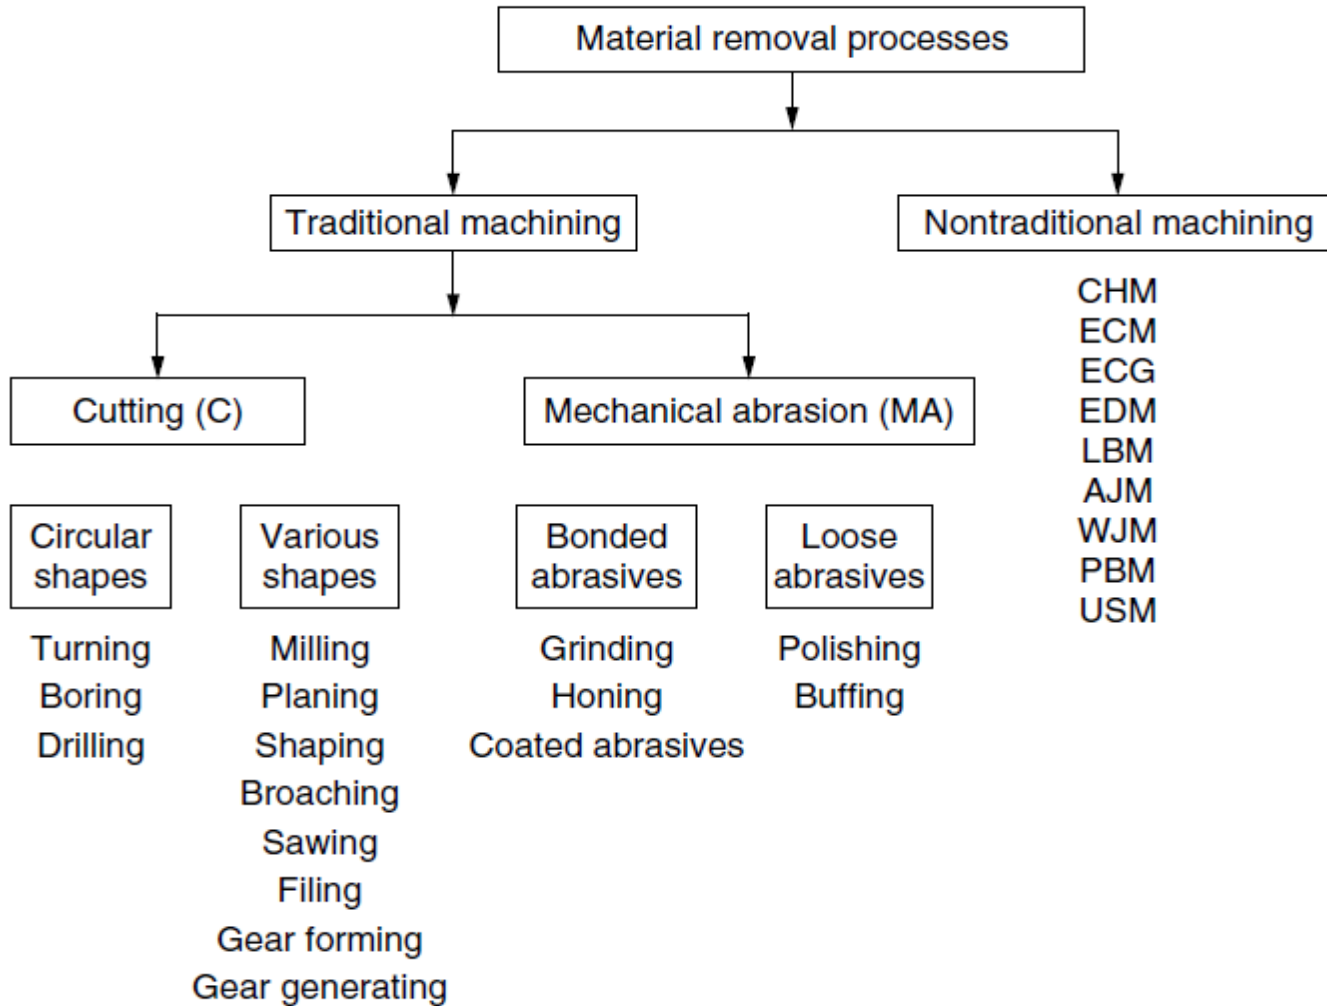 Material removal processes
Traditional machining
Nontraditional machining
CHM
ECM
ECG
EDM
LBM
AJM
WJM
PBM
USM
Cutting (C)
Mechanical abrasion (MA)
Circular
shapes
Turning
Boring
Drilling
Various
shapes
Milling
Planing
Shaping
Broaching
Sawing
Filing
Gear forming
Gear generating
Bonded
abrasives
Grinding
Honing
Coated abrasives
Loose
abrasives
Polishing
Buffing